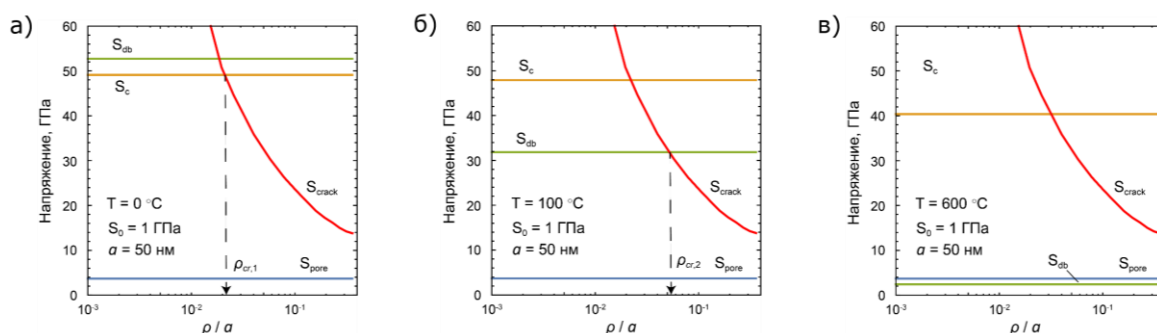 а)
Напряжение, ГПа
60
50
40
30
20
10
0
S_db
S_c
S_crack
T = 0 °C
S_0 = 1 ГПа
a = 50 нм
ρ_cr,1
S_pore
10^-3
10^-2
10^-1
ρ / a
б)
Напряжение, ГПа
60
50
40
30
20
10
0
S_c
S_db
S_crack
T = 100 °C
S_0 = 1 ГПа
a = 50 нм
ρ_cr,2
S_pore
10^-3
10^-2
10^-1
ρ / a
в)
Напряжение, ГПа
60
50
40
30
20
10
0
S_c
S_crack
T = 600 °C
S_0 = 1 ГПа
a = 50 нм
S_db
S_pore
10^-3
10^-2
10^-1
ρ / a